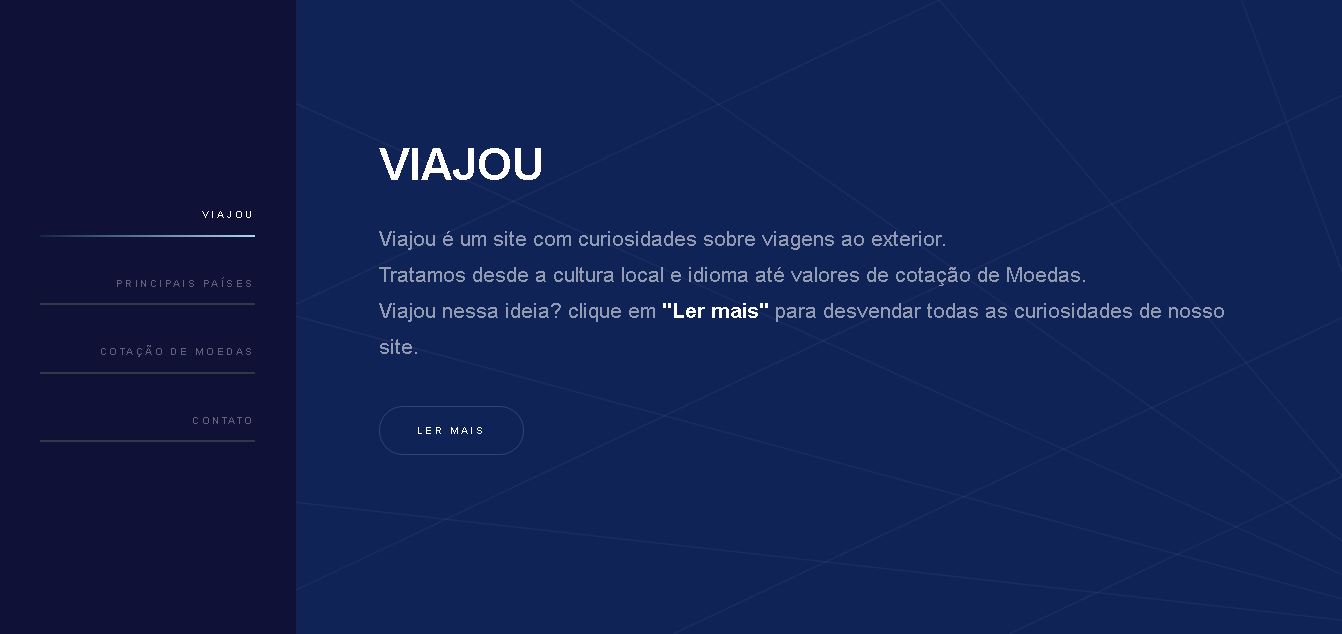 VIAJOU
PRINCIPAIS PAÍSES
COTAÇÃO DE MOEDAS
CONTATO
VIAJOU
Viajou é um site com curiosidades sobre viagens ao exterior.
Tratamos desde a cultura local e idioma até valores de cotação de Moedas.
Viajou nessa ideia? clique em "Ler mais" para desvendar todas as curiosidades de nosso
site.
LER MAIS